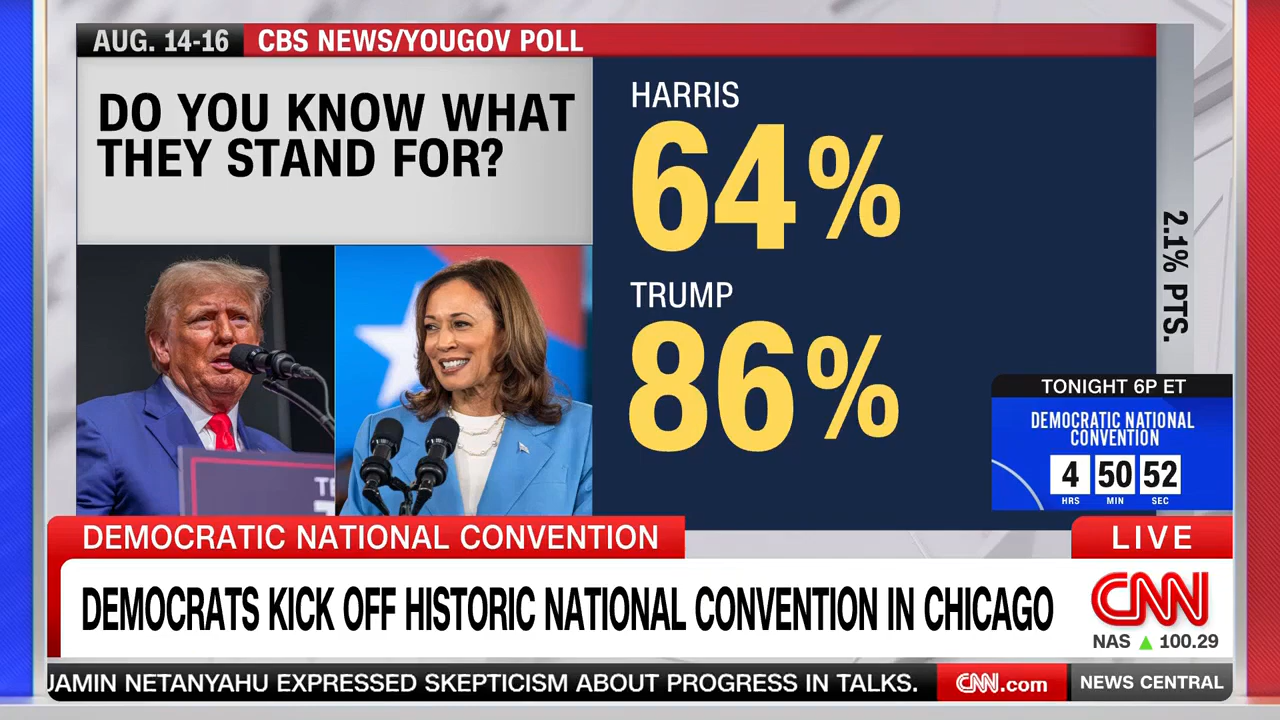 AUG. 14-16 CBS NEWS/YOUGOV POLL
DO YOU KNOW WHAT
THEY STAND FOR?
HARRIS
64%
TRUMP
86%
2.1% PTS.
TONIGHT 6P ET
DEMOCRATIC NATIONAL
CONVENTION
4 50 52
HRS MIN SEC
DEMOCRATIC NATIONAL CONVENTION
LIVE
DEMOCRATS KICK OFF HISTORIC NATIONAL CONVENTION IN CHICAGO
CNN
NAS ▲ 100.29
JAMIN NETANYAHU EXPRESSED SKEPTICISM ABOUT PROGRESS IN TALKS.
CNN.com
NEWS CENTRAL